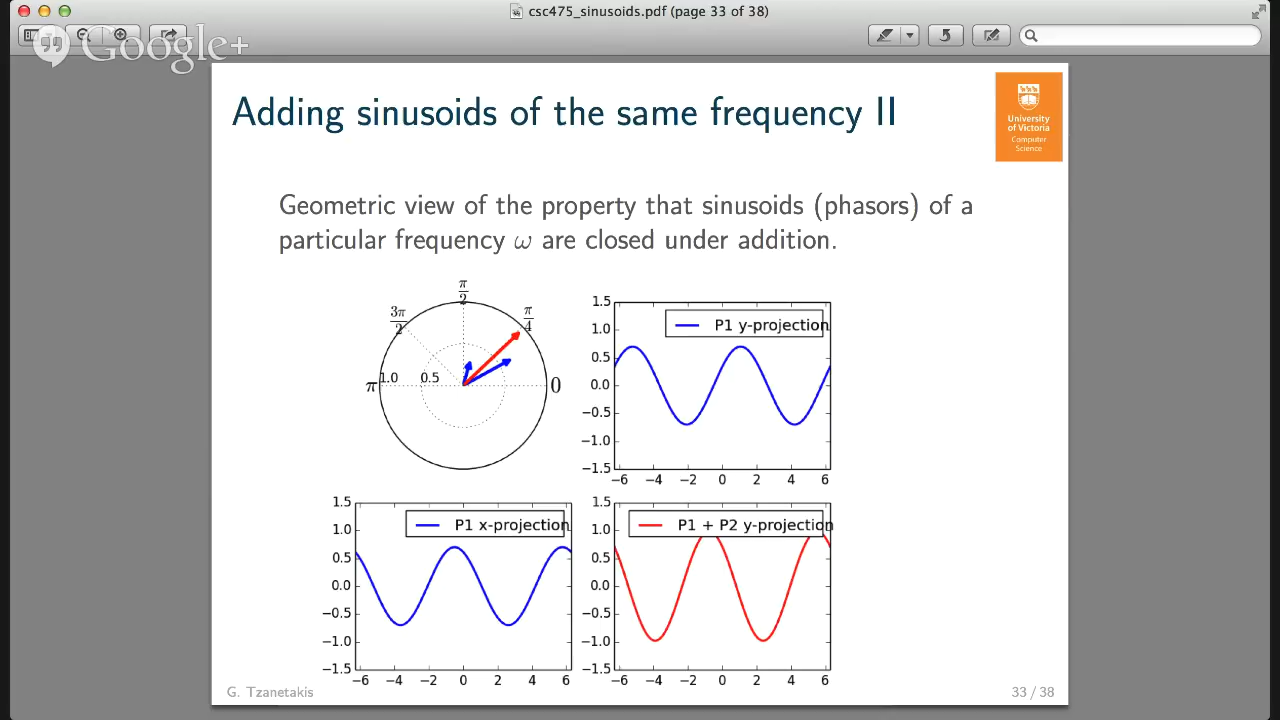 csc475_sinusoids.pdf (page 33 of 38)
Google+
Adding sinusoids of the same frequency II
University
of Victoria
Computer
Science
Geometric view of the property that sinusoids (phasors) of a
particular frequency ω are closed under addition.
π/2
3π/2
π/4
π
1.0
0.5
0
1.5
1.0
0.5
0.0
−0.5
−1.0
−1.5
P1 y-projection
−6 −4 −2 0 2 4 6
1.5
1.0
0.5
0.0
−0.5
−1.0
−1.5
P1 x-projection
−6 −4 −2 0 2 4 6
1.5
1.0
0.5
0.0
−0.5
−1.0
−1.5
P1 + P2 y-projection
−6 −4 −2 0 2 4 6
G. Tzanetakis
33 / 38